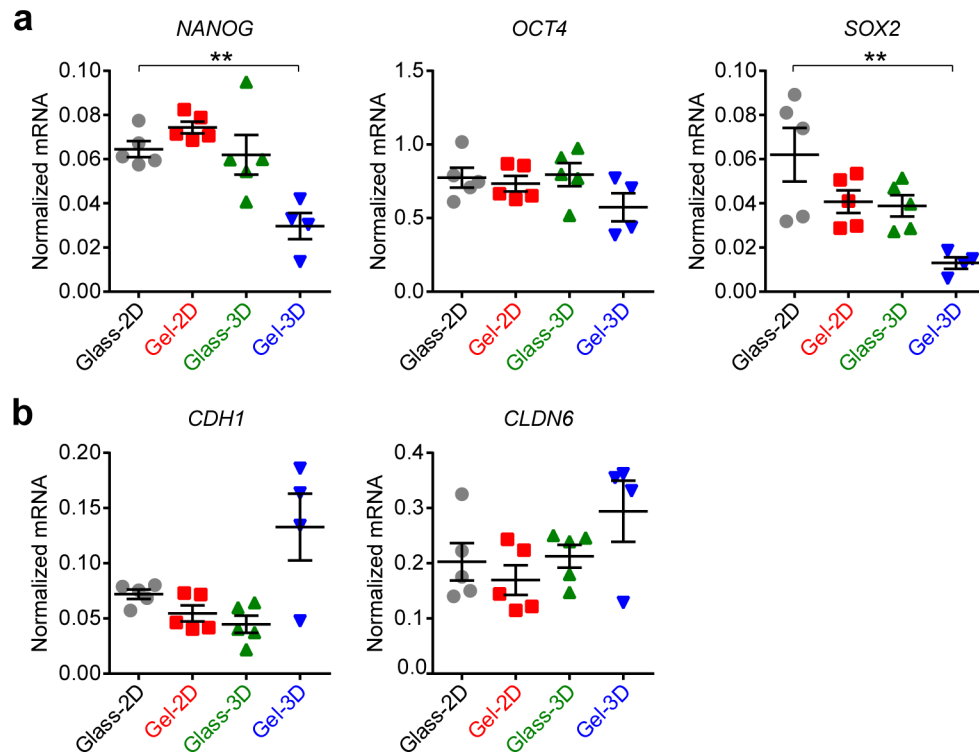 a
NANOG
OCT4
SOX2
**
**
Normalized mRNA
0.10
0.08
0.06
0.04
0.02
0.00
Glass-2D
Gel-2D
Glass-3D
Gel-3D
Normalized mRNA
1.5
1.0
0.5
0.0
Glass-2D
Gel-2D
Glass-3D
Gel-3D
Normalized mRNA
0.10
0.08
0.06
0.04
0.02
0.00
Glass-2D
Gel-2D
Glass-3D
Gel-3D
b
CDH1
CLDN6
Normalized mRNA
0.20
0.15
0.10
0.05
0.00
Glass-2D
Gel-2D
Glass-3D
Gel-3D
Normalized mRNA
0.4
0.3
0.2
0.1
0.0
Glass-2D
Gel-2D
Glass-3D
Gel-3D